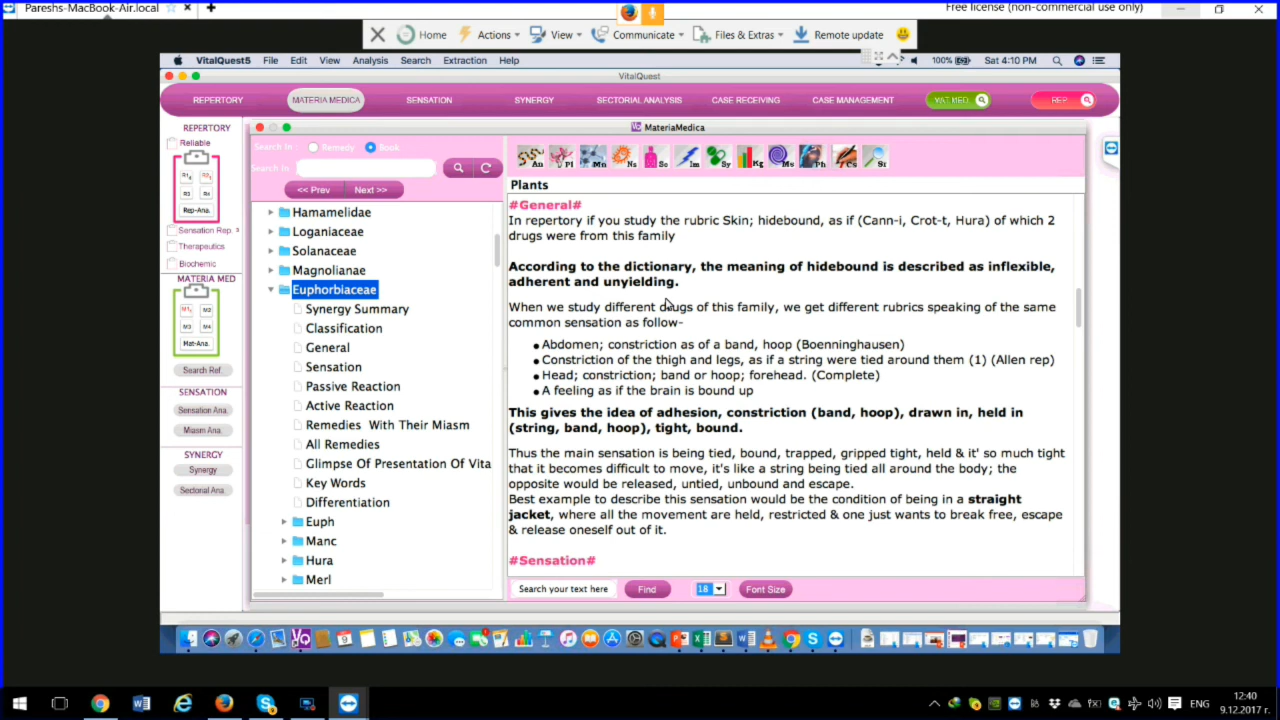 Pareshs-MacBook-Air.local
Free license (non-commercial use only)
Home
Actions
View
Communicate
Files & Extras
Remote update
VitalQuest5 File Edit View Analysis Search Extraction Help
100%
Sat 4:10 PM
VitalQuest
REPERTORY
MATERIA MEDICA
SENSATION
SYNERGY
SECTORIAL ANALYSIS
CASE RECEIVING
CASE MANAGEMENT
MAT MED
REP
MateriaMedica
REPERTORY
Reliable
Rep-Ana.
Sensation Rep.
Therapeutics
Biochemic
MATERIA MED
Mat-Ana.
Search Ref.
SENSATION
Sensation Ana.
Miasm Ana.
SYNERGY
Synergy
Sectorial Ana.
Search In :
Remedy
Book
Search In
<< Prev
Next >>
Hamamelidae
Loganiaceae
Solanaceae
Magnolianae
Euphorbiaceae
Synergy Summary
Classification
General
Sensation
Passive Reaction
Active Reaction
Remedies With Their Miasm
All Remedies
Glimpse Of Presentation Of Vita
Key Words
Differentiation
Euph
Manc
Hura
Merl
An Pl Mn Ns So Im Sy Kg Ms Ph Cs Sr
Plants
#General#
In repertory if you study the rubric Skin; hidebound, as if (Cann-i, Crot-t, Hura) of which 2
drugs were from this family
According to the dictionary, the meaning of hidebound is described as inflexible,
adherent and unyielding.
When we study different drugs of this family, we get different rubrics speaking of the same
common sensation as follow-
● Abdomen; constriction as of a band, hoop (Boenninghausen)
● Constriction of the thigh and legs, as if a string were tied around them (1) (Allen rep)
● Head; constriction; band or hoop; forehead. (Complete)
● A feeling as if the brain is bound up
This gives the idea of adhesion, constriction (band, hoop), drawn in, held in
(string, band, hoop), tight, bound.
Thus the main sensation is being tied, bound, trapped, gripped tight, held & it' so much tight
that it becomes difficult to move, it's like a string being tied all around the body; the
opposite would be released, untied, unbound and escape.
Best example to describe this sensation would be the condition of being in a straight
jacket, where all the movement are held, restricted & one just wants to break free, escape
& release oneself out of it.
#Sensation#
Search your text here
Find
18
Font Size
ENG
12:40
9.12.2017 г.